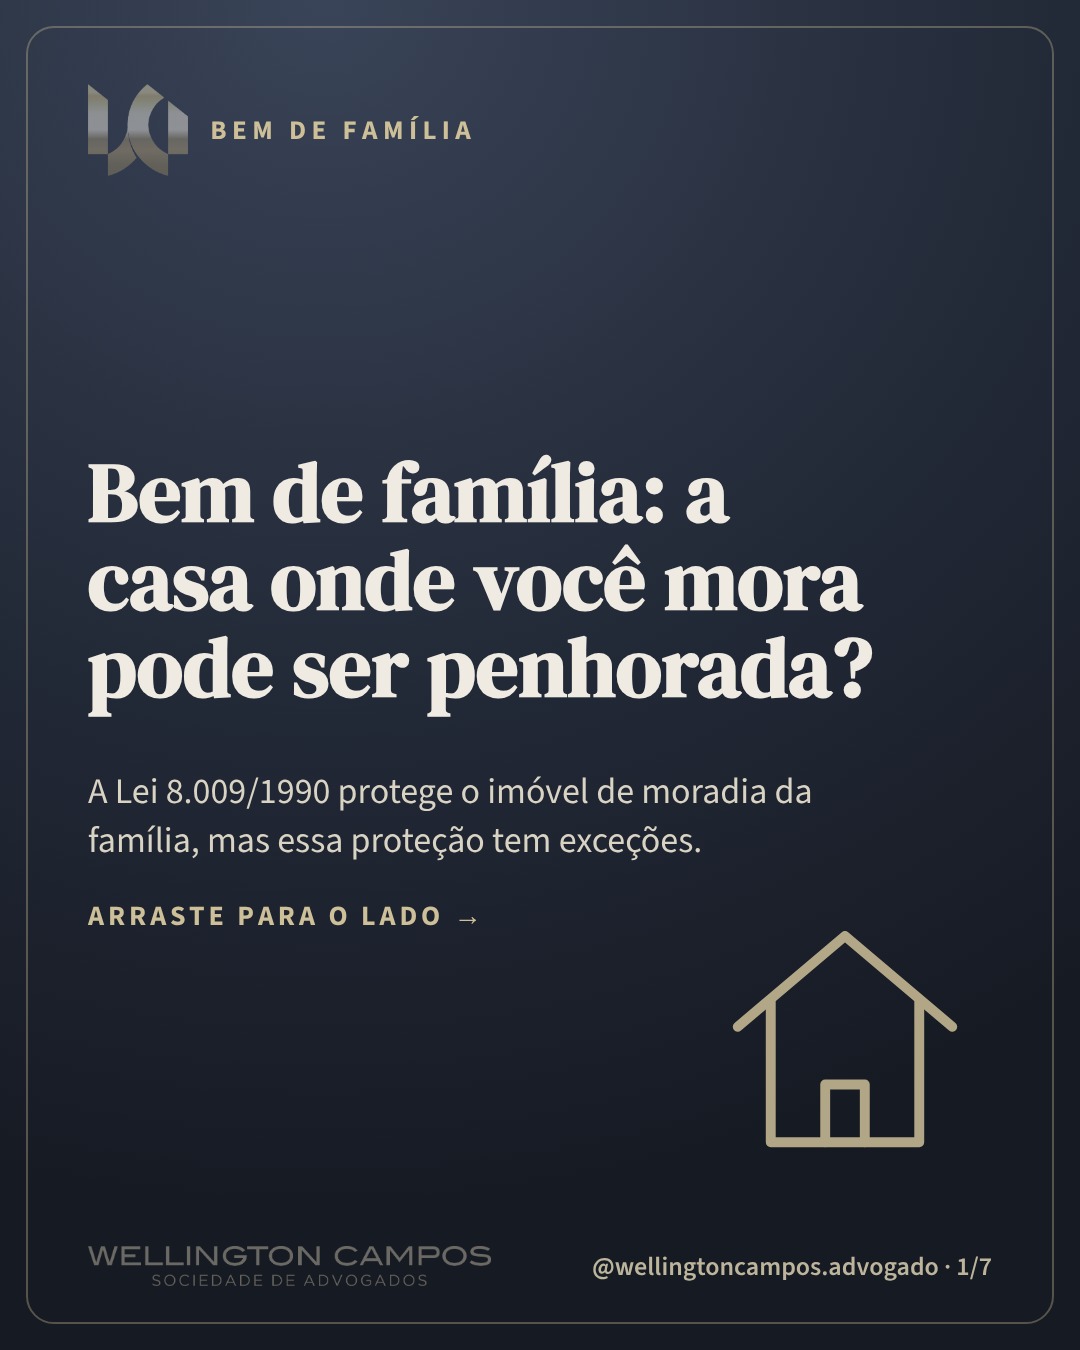 BEM DE FAMÍLIA
Bem de família: a
casa onde você mora
pode ser penhorada?
A Lei 8.009/1990 protege o imóvel de moradia da
família, mas essa proteção tem exceções.
ARRASTE PARA O LADO →
WELLINGTON CAMPOS
SOCIEDADE DE ADVOGADOS
@wellingtoncampos.advogado · 1/7